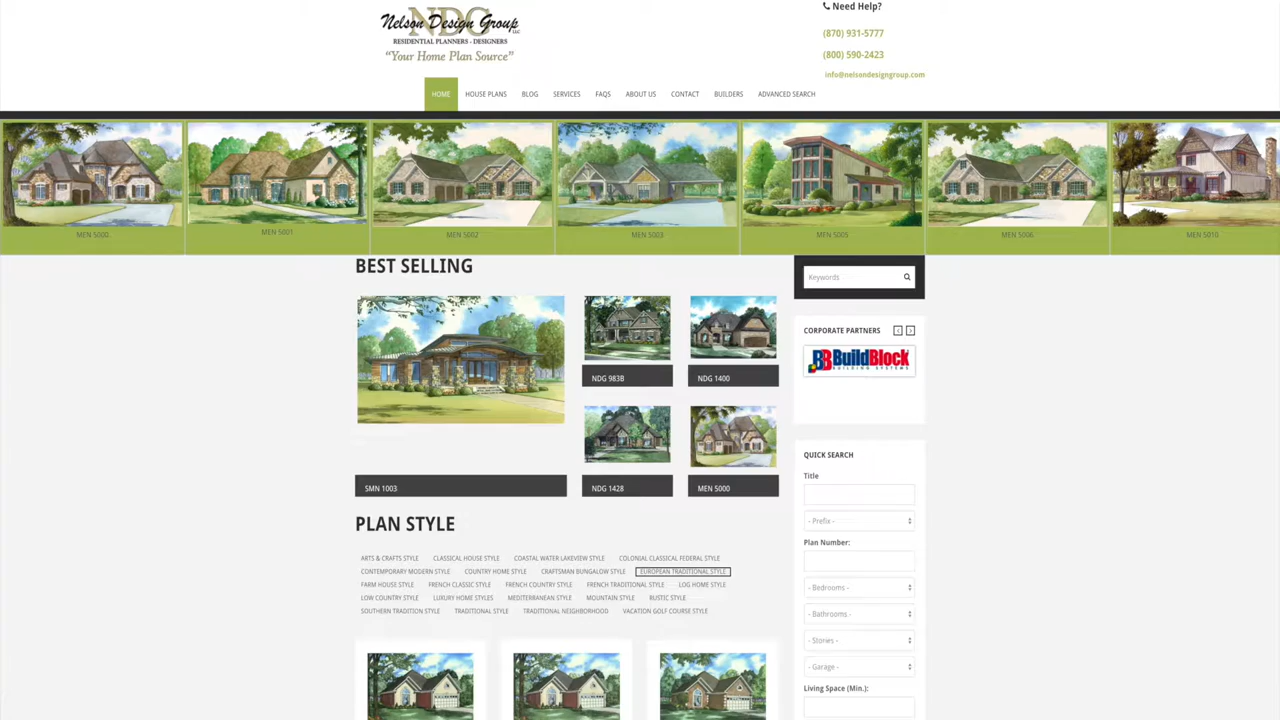 NDG
Nelson Design Group LLC
RESIDENTIAL PLANNERS - DESIGNERS
"Your Home Plan Source"
Need Help?
(870) 931-5777
(800) 590-2423
info@nelsondesigngroup.com
HOME HOUSE PLANS BLOG SERVICES FAQS ABOUT US CONTACT BUILDERS ADVANCED SEARCH
MEN 5000 MEN 5001 MEN 5002 MEN 5003 MEN 5005 MEN 5006 MEN 5010
BEST SELLING
SMN 1003
NDG 983B
NDG 1400
NDG 1428
MEN 5000
PLAN STYLE
ARTS & CRAFTS STYLE CLASSICAL HOUSE STYLE COASTAL WATER LAKEVIEW STYLE COLONIAL CLASSICAL FEDERAL STYLE
CONTEMPORARY MODERN STYLE COUNTRY HOME STYLE CRAFTSMAN BUNGALOW STYLE EUROPEAN TRADITIONAL STYLE
FARM HOUSE STYLE FRENCH CLASSIC STYLE FRENCH COUNTRY STYLE FRENCH TRADITIONAL STYLE LOG HOME STYLE
LOW COUNTRY STYLE LUXURY HOME STYLES MEDITERRANEAN STYLE MOUNTAIN STYLE RUSTIC STYLE
SOUTHERN TRADITION STYLE TRADITIONAL STYLE TRADITIONAL NEIGHBORHOOD VACATION GOLF COURSE STYLE
Keywords
CORPORATE PARTNERS < >
BB BuildBlock
BUILDING SYSTEMS
QUICK SEARCH
Title
- Prefix -
Plan Number:
- Bedrooms -
- Bathrooms -
- Stories -
- Garage -
Living Space (Min.):